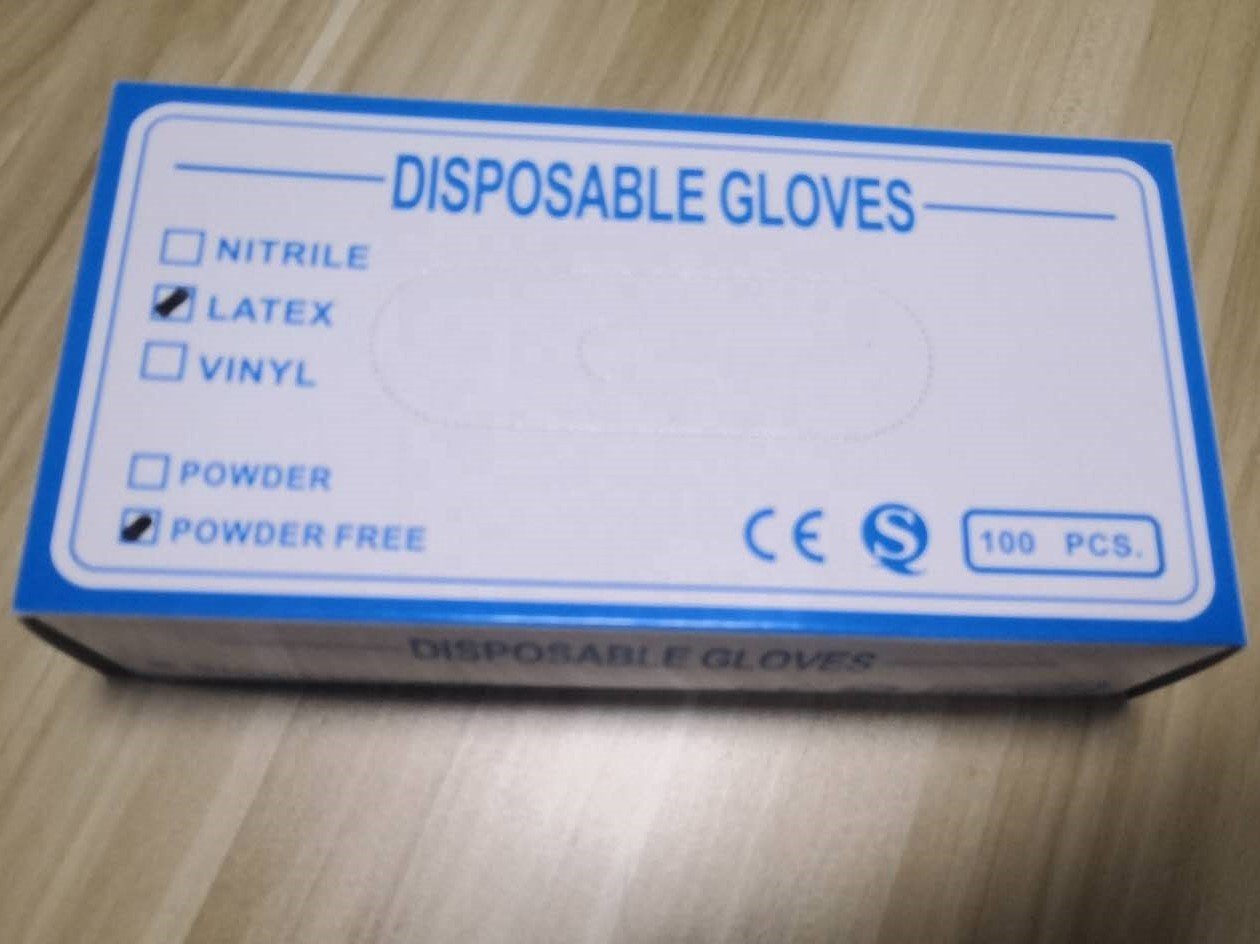 DISPOSABLE GLOVES
NITRILE
LATEX
VINYL
POWDER
POWDER FREE
CE
S
100 PCS.
DISPOSABLE GLOVES